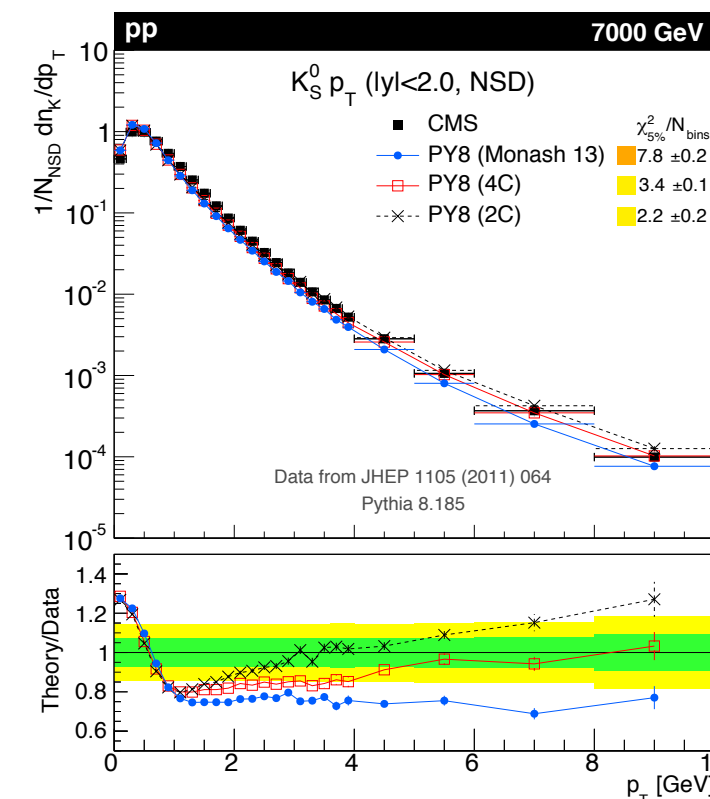 pp 7000 GeV
K_S^0 p_T (|y|<2.0, NSD)
χ²_5%/N_bins
CMS
PY8 (Monash 13) 7.8 ±0.2
PY8 (4C) 3.4 ±0.1
PY8 (2C) 2.2 ±0.2
1/N_NSD dn_K/dp_T
10
1
10⁻¹
10⁻²
10⁻³
10⁻⁴
10⁻⁵
Data from JHEP 1105 (2011) 064
Pythia 8.185
Theory/Data
1.4
1.2
1
0.8
0.6
0 2 4 6 8 1
p_T [GeV]